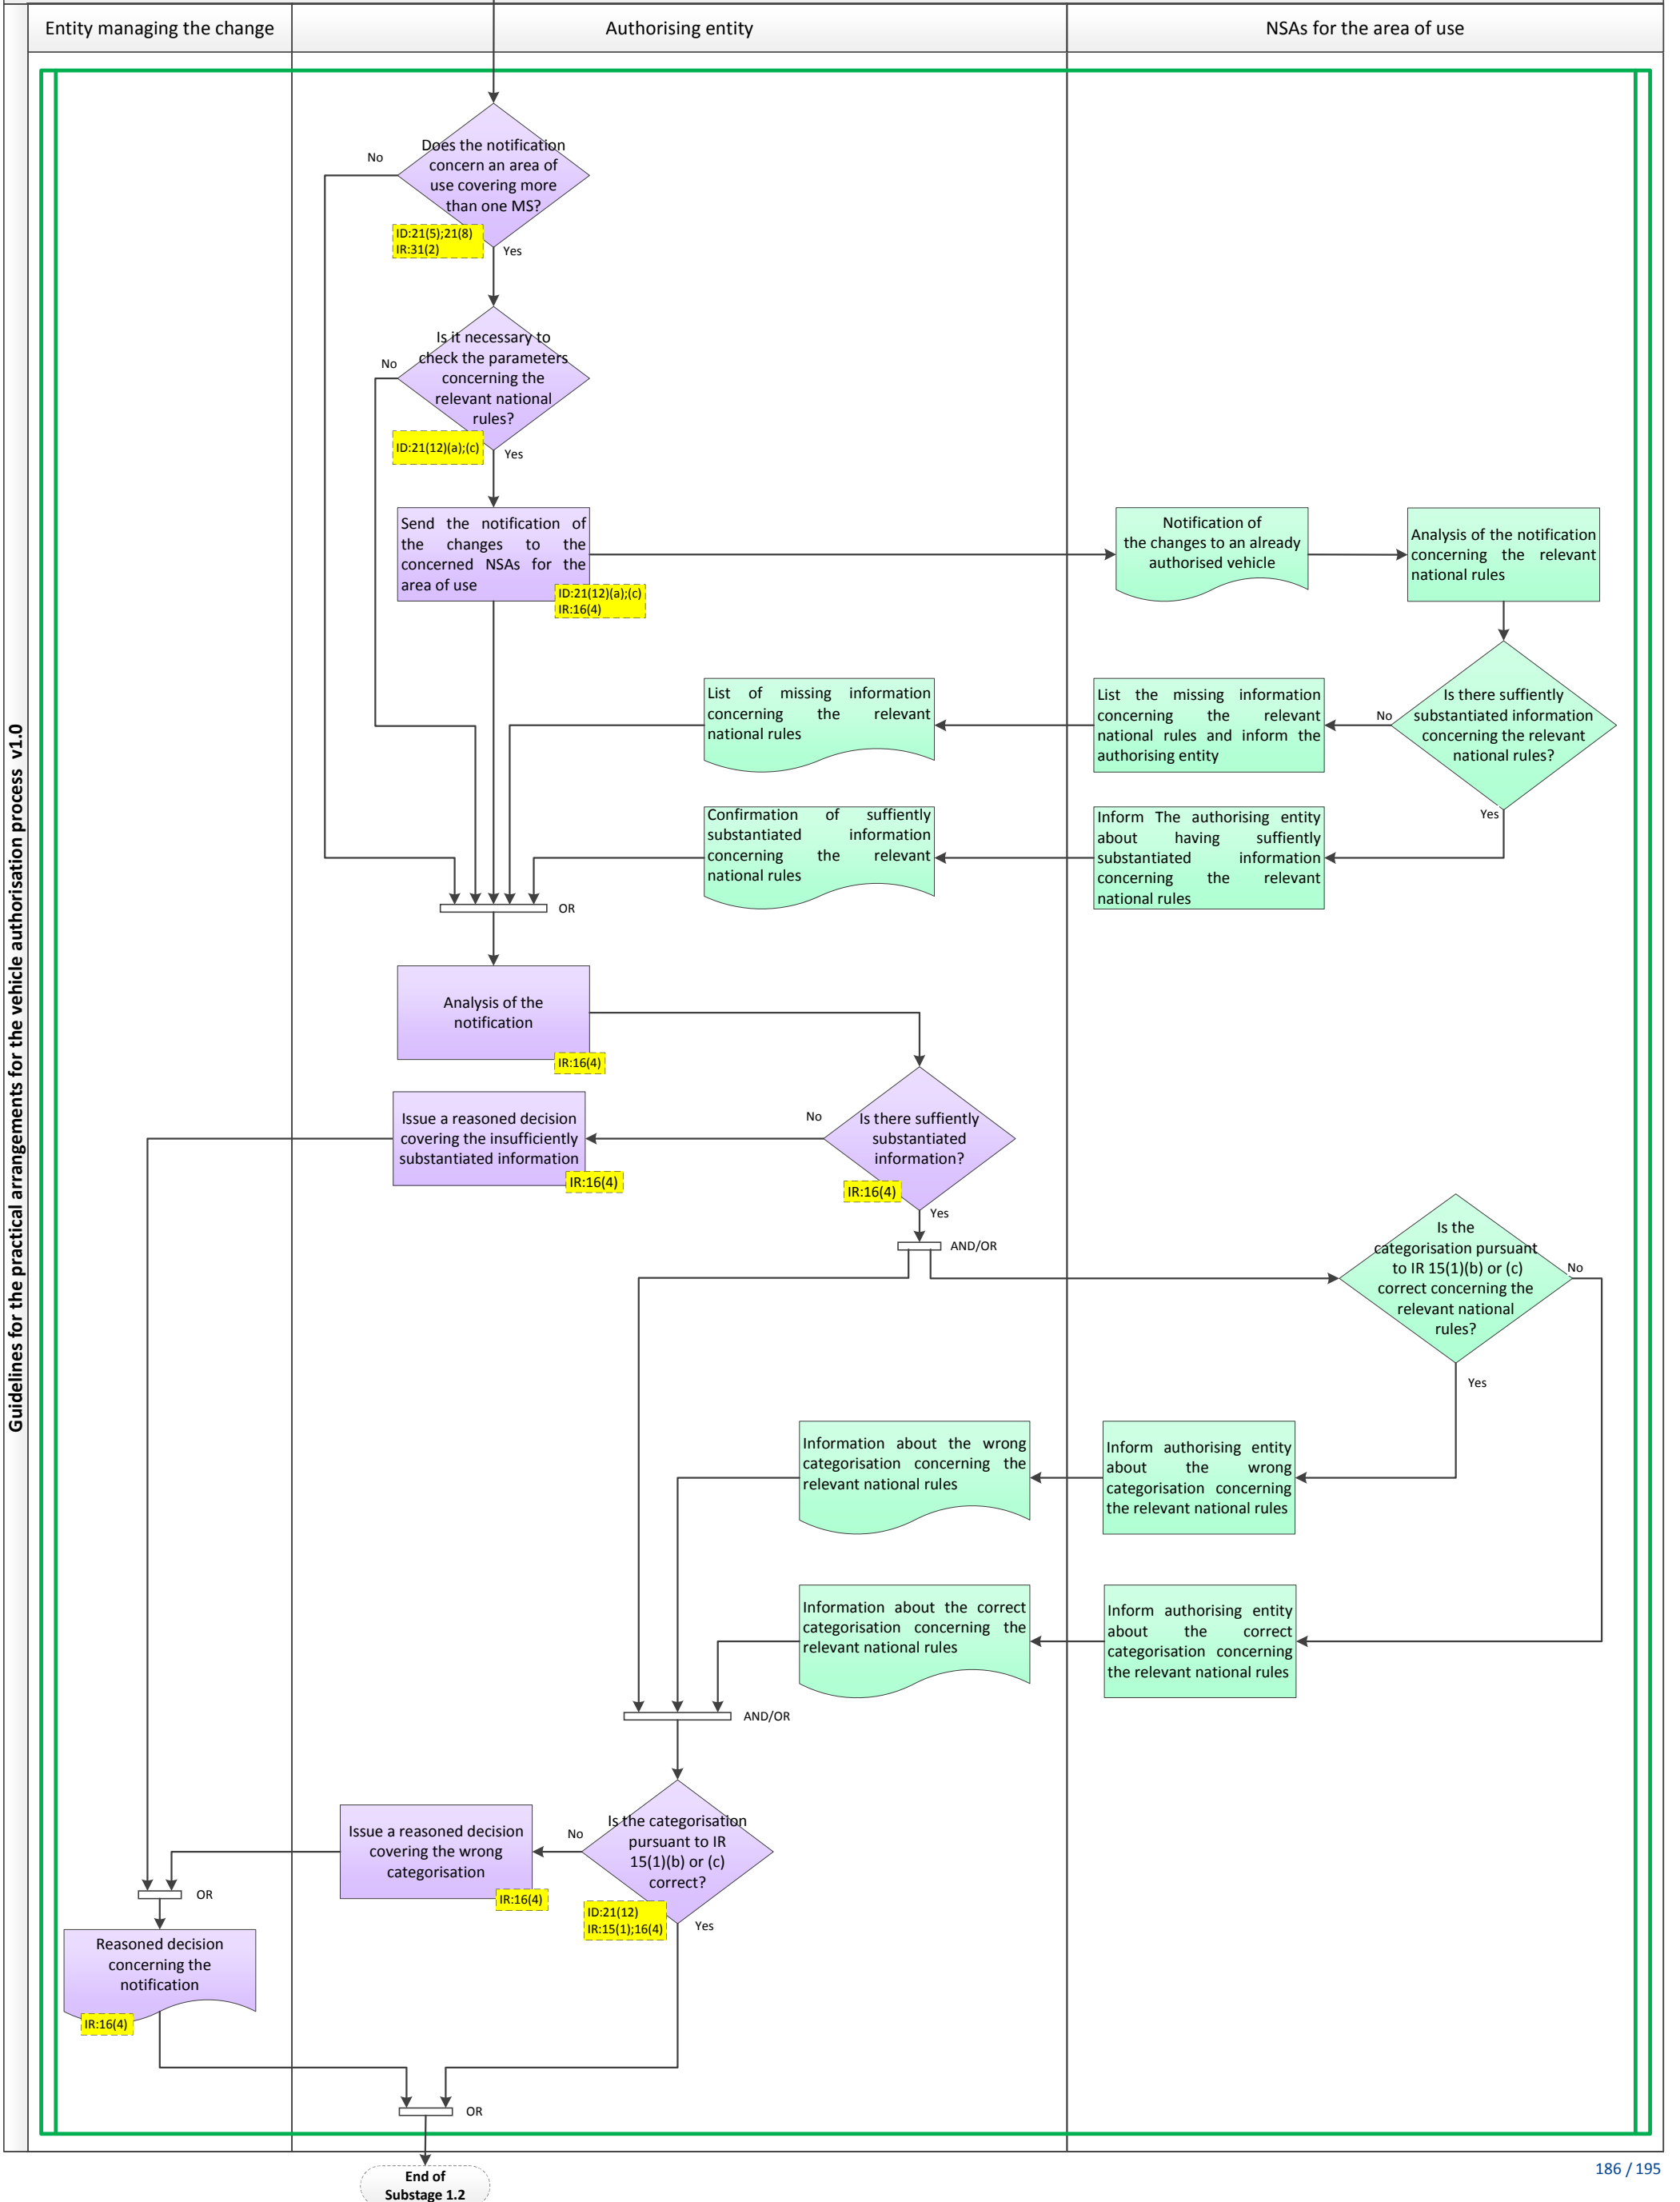 Guidelines for the practical arrangements for the vehicle authorisation process v1.0
Entity managing the change
Authorising entity
NSAs for the area of use
Does the notification
concern an area of
use covering more
than one MS?
No
ID:21(5);21(8)
IR:31(2)
Yes
Is it necessary to
check the parameters
concerning the
relevant national
rules?
No
ID:21(12)(a);(c)
Yes
Send the notification of
the changes to the
concerned NSAs for the
area of use
ID:21(12)(a);(c)
IR:16(4)
Notification of
the changes to an already
authorised vehicle
Analysis of the notification
concerning the relevant
national rules
Is there suffiently
substantiated information
concerning the relevant
national rules?
No
Yes
List the missing information
concerning the relevant
national rules and inform the
authorising entity
List of missing information
concerning the relevant
national rules
Inform The authorising entity
about having suffiently
substantiated information
concerning the relevant
national rules
Confirmation of suffiently
substantiated information
concerning the relevant
national rules
OR
Analysis of the
notification
IR:16(4)
Is there suffiently
substantiated
information?
No
IR:16(4)
Yes
Issue a reasoned decision
covering the insufficiently
substantiated information
IR:16(4)
AND/OR
Is the
categorisation pursuant
to IR 15(1)(b) or (c)
correct concerning the
relevant national
rules?
No
Yes
Inform authorising entity
about the wrong
categorisation concerning
the relevant national rules
Information about the wrong
categorisation concerning the
relevant national rules
Inform authorising entity
about the correct
categorisation concerning
the relevant national rules
Information about the correct
categorisation concerning the
relevant national rules
AND/OR
Is the categorisation
pursuant to IR
15(1)(b) or (c)
correct?
No
ID:21(12)
IR:15(1);16(4)
Yes
Issue a reasoned decision
covering the wrong
categorisation
IR:16(4)
OR
Reasoned decision
concerning the
notification
IR:16(4)
OR
End of
Substage 1.2
186 / 195